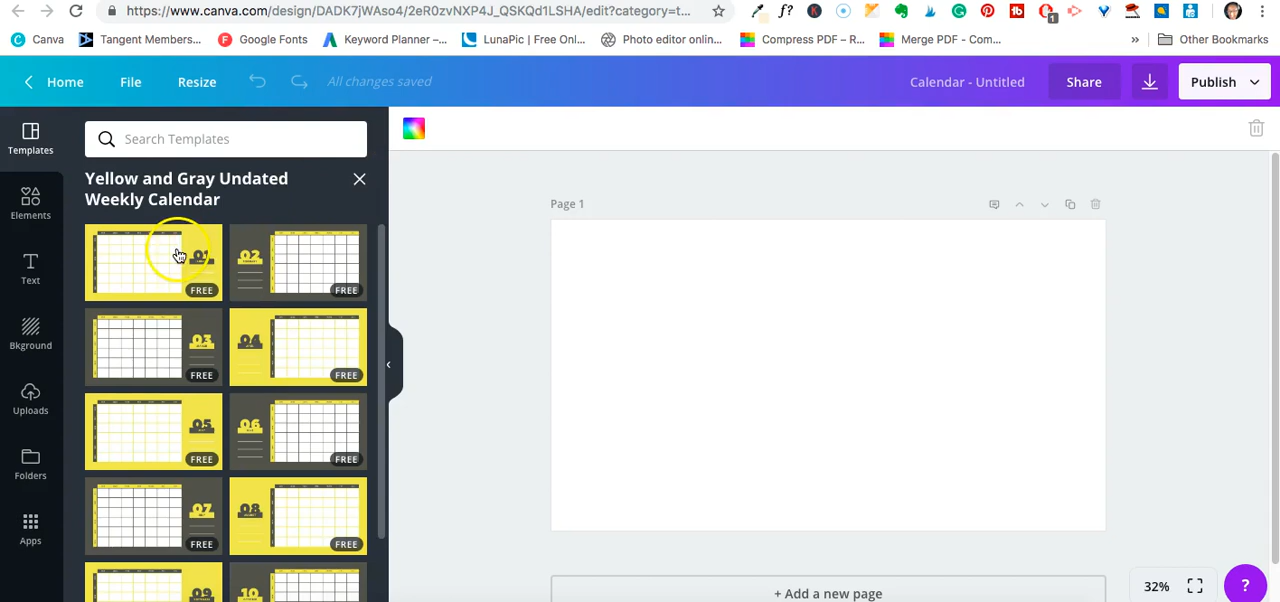 https://www.canva.com/design/DADK7jWAso4/2eR0zvNXP4J_QSKQd1LSHA/edit?category=t...
f?
K
1
Canva
Tangent Members...
Google Fonts
Keyword Planner –...
LunaPic | Free Onl...
Photo editor onlin...
Compress PDF – R...
Merge PDF - Com...
»
Other Bookmarks
Home
File
Resize
All changes saved
Calendar - Untitled
Share
Publish
Templates
Search Templates
Yellow and Gray Undated
Weekly Calendar
Elements
Text
Bkground
Uploads
Folders
Apps
01
FREE
02
FREE
03
FREE
04
FREE
05
FREE
06
FREE
07
FREE
08
FREE
09
10
Page 1
+ Add a new page
32%
?